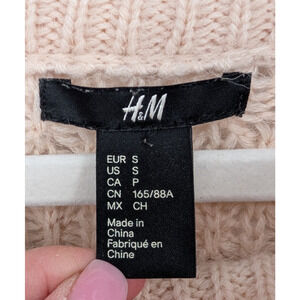 H&M
EUR S
US S
CA P
CN 165/88A
MX CH
Made in
China
Fabriqué en
Chine